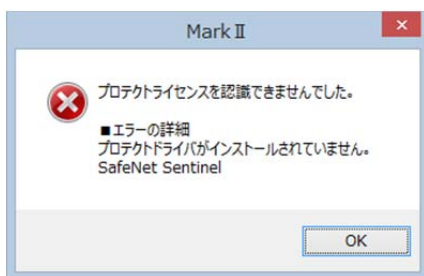 Mark Ⅱ
プロテクトライセンスを認識できませんでした。
■エラーの詳細
プロテクトドライバがインストールされていません。
SafeNet Sentinel
OK